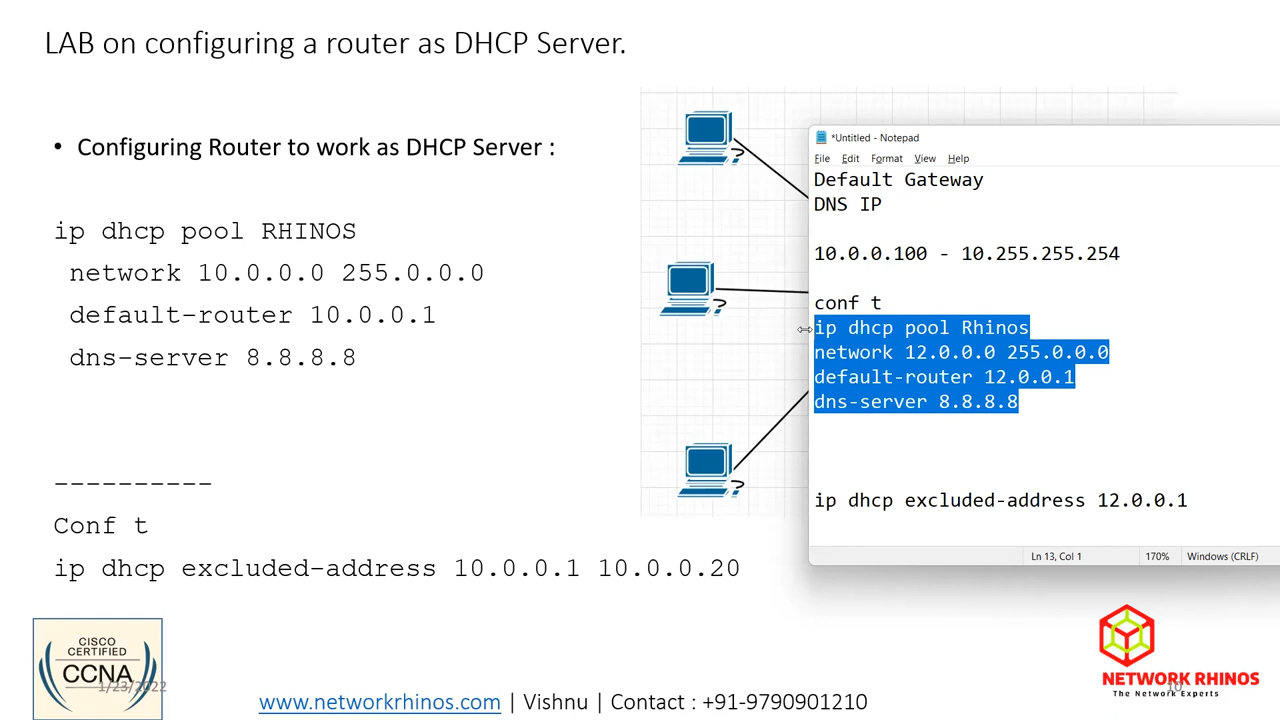 LAB on configuring a router as DHCP Server.
• Configuring Router to work as DHCP Server :
ip dhcp pool RHINOS
network 10.0.0.0 255.0.0.0
default-router 10.0.0.1
dns-server 8.8.8.8
----------
Conf t
ip dhcp excluded-address 10.0.0.1 10.0.0.20
?
?
?
*Untitled - Notepad
File Edit Format View Help
Default Gateway
DNS IP
10.0.0.100 - 10.255.255.254
conf t
ip dhcp pool Rhinos
network 12.0.0.0 255.0.0.0
default-router 12.0.0.1
dns-server 8.8.8.8
ip dhcp excluded-address 12.0.0.1
Ln 13, Col 1 170% Windows (CRLF)
CISCO
CERTIFIED
CCNA
1/23/2022
www.networkrhinos.com | Vishnu | Contact : +91-9790901210
NETWORK RHINOS
The Network Experts
10